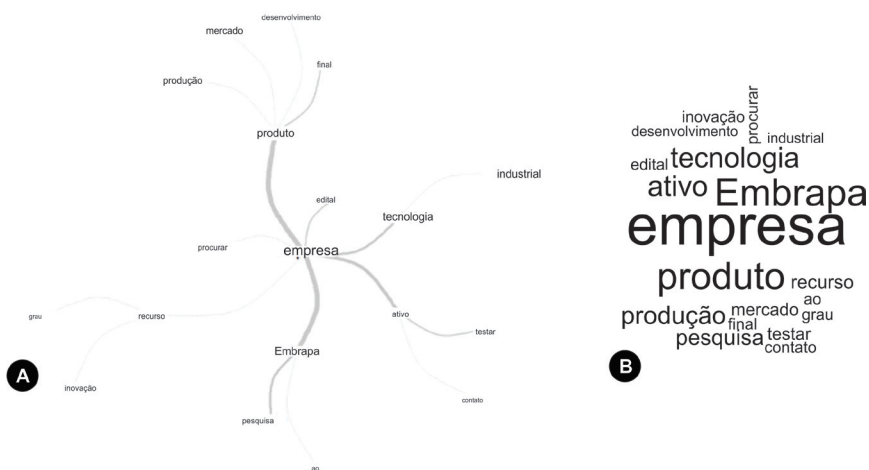 desenvolvimento
mercado
final
produção
produto
industrial
edital
tecnologia
procurar
empresa
grau
recurso
ativo
testar
Embrapa
A
inovação
contato
pesquisa
ao
procurar
inovação
desenvolvimento
industrial
edital
tecnologia
ativo
Embrapa
empresa
produto
recurso
ao
produção
mercado
grau
final
pesquisa
testar
contato
B